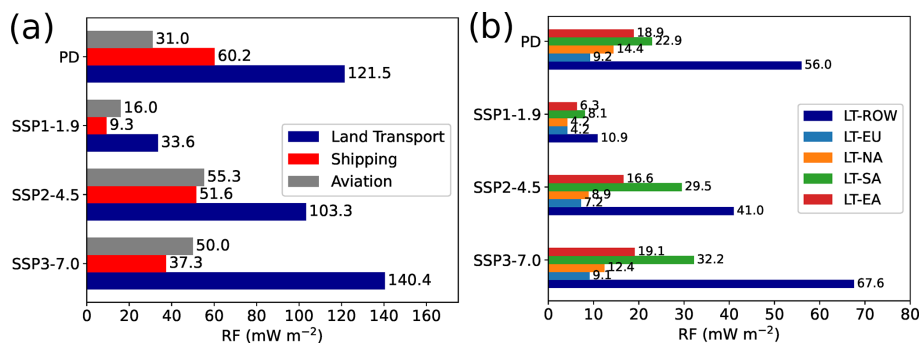 (a)
PD
31.0
60.2
121.5
SSP1-1.9
16.0
9.3
33.6
SSP2-4.5
55.3
51.6
103.3
SSP3-7.0
50.0
37.3
140.4
Land Transport
Shipping
Aviation
0 20 40 60 80 100 120 140 160
RF (mW m−2)
(b)
PD
18.9
22.9
14.4
9.2
56.0
SSP1-1.9
6.3
8.1
4.2
4.2
10.9
SSP2-4.5
16.6
29.5
8.9
7.2
41.0
SSP3-7.0
19.1
32.2
12.4
9.1
67.6
LT-ROW
LT-EU
LT-NA
LT-SA
LT-EA
0 10 20 30 40 50 60 70 80
RF (mW m−2)